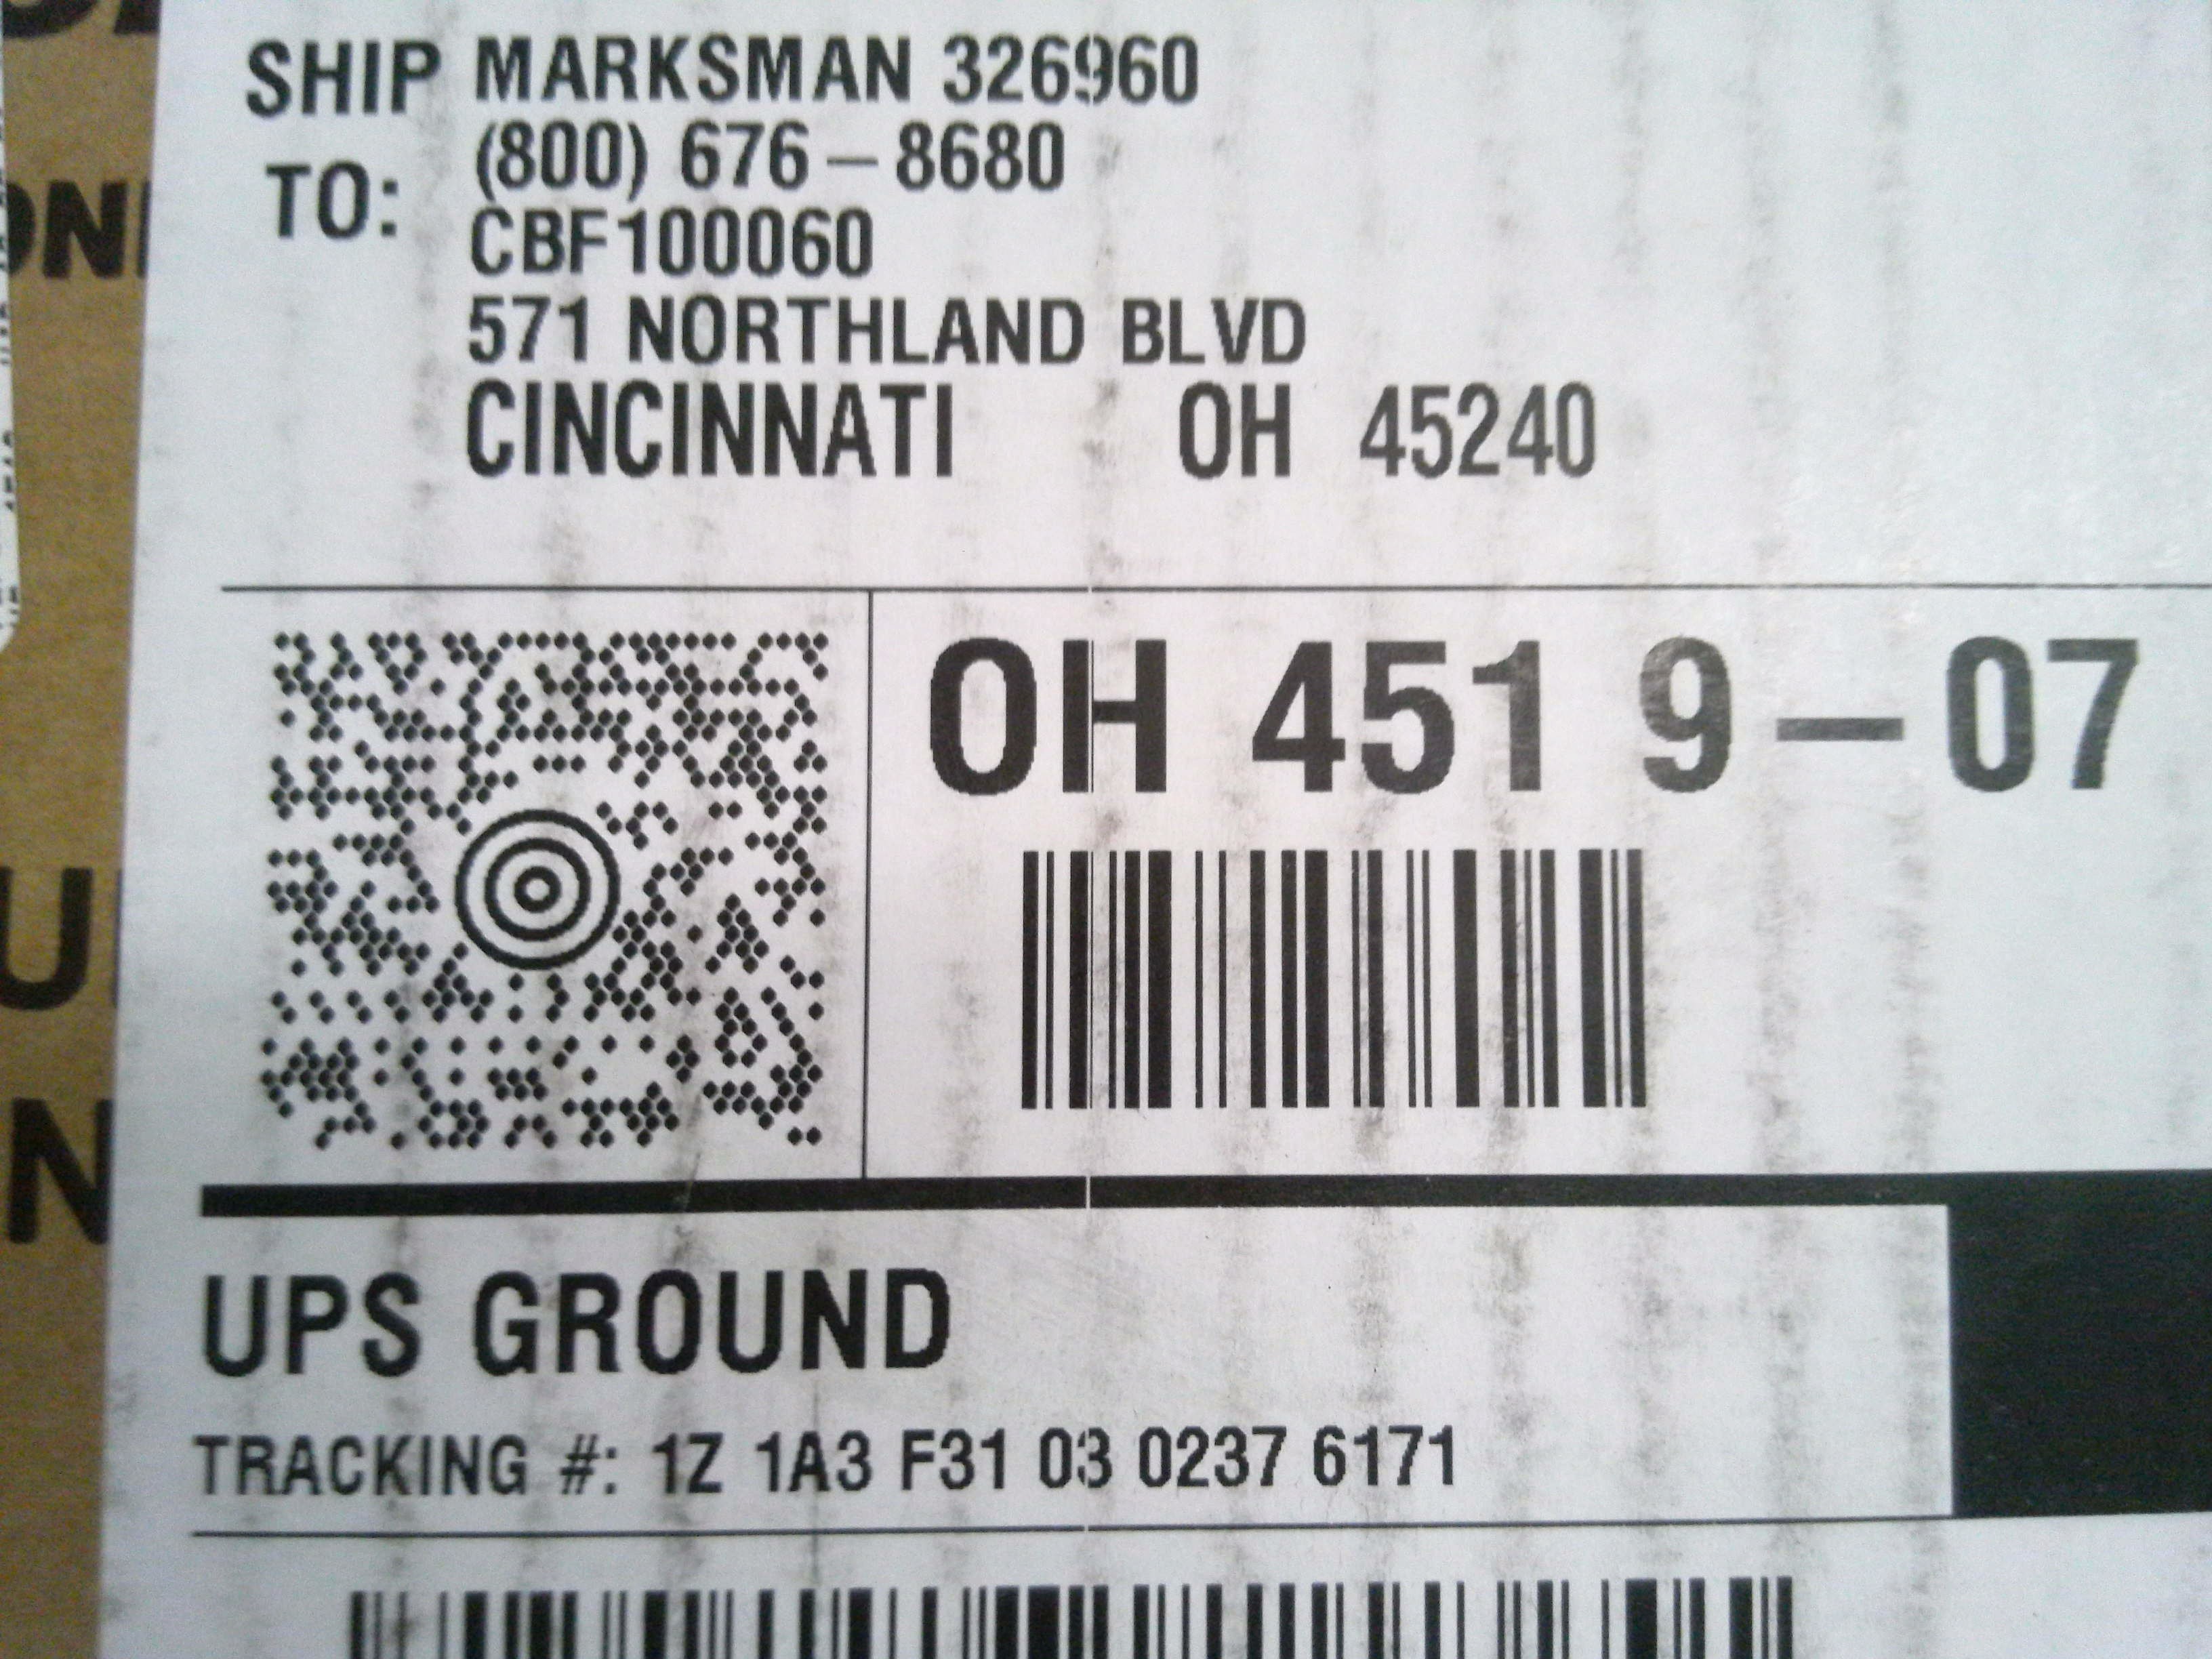 SHIP TO: MARKSMAN 326960
(800) 676-8680
CBF100060
571 NORTHLAND BLVD
CINCINNATI OH 45240
OH 451 9-07
UPS GROUND
TRACKING #: 1Z 1A3 F31 03 0237 6171